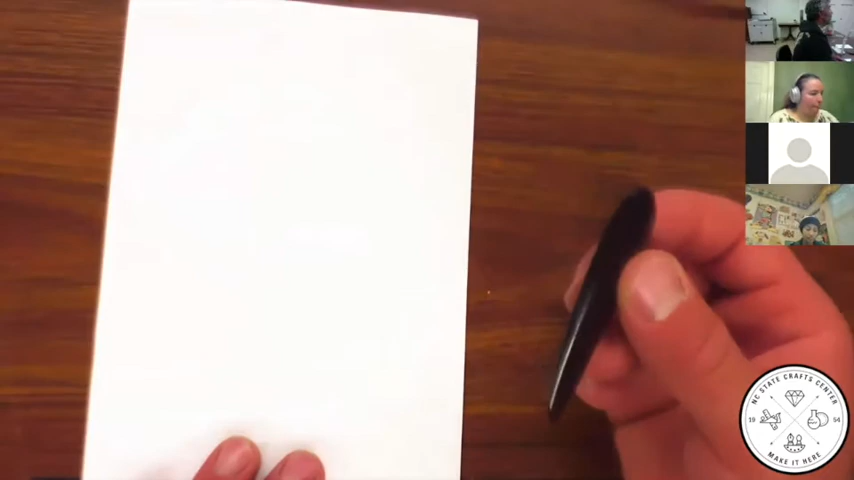 NC STATE CRAFTS CENTER
19 54
MAKE IT HERE